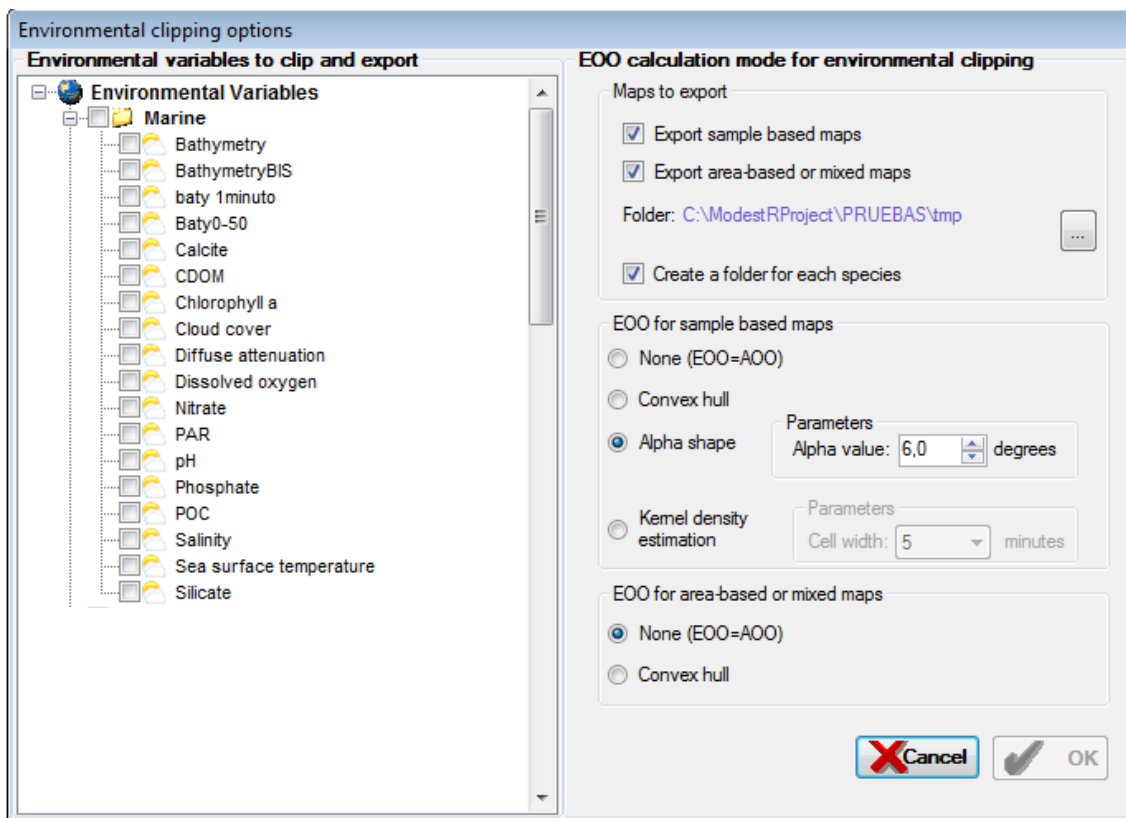 Environmental clipping options
Environmental variables to clip and export
Environmental Variables
Marine
Bathymetry
BathymetryBIS
baty 1minuto
Baty0-50
Calcite
CDOM
Chlorophyll a
Cloud cover
Diffuse attenuation
Dissolved oxygen
Nitrate
PAR
pH
Phosphate
POC
Salinity
Sea surface temperature
Silicate
EOO calculation mode for environmental clipping
Maps to export
Export sample based maps
Export area-based or mixed maps
Folder: C:\ModestRProject\PRUEBAS\tmp
...
Create a folder for each species
EOO for sample based maps
None (EOO=AOO)
Convex hull
Alpha shape
Parameters
Alpha value: 6,0 degrees
Kernel density
estimation
Parameters
Cell width: 5 minutes
EOO for area-based or mixed maps
None (EOO=AOO)
Convex hull
Cancel
OK